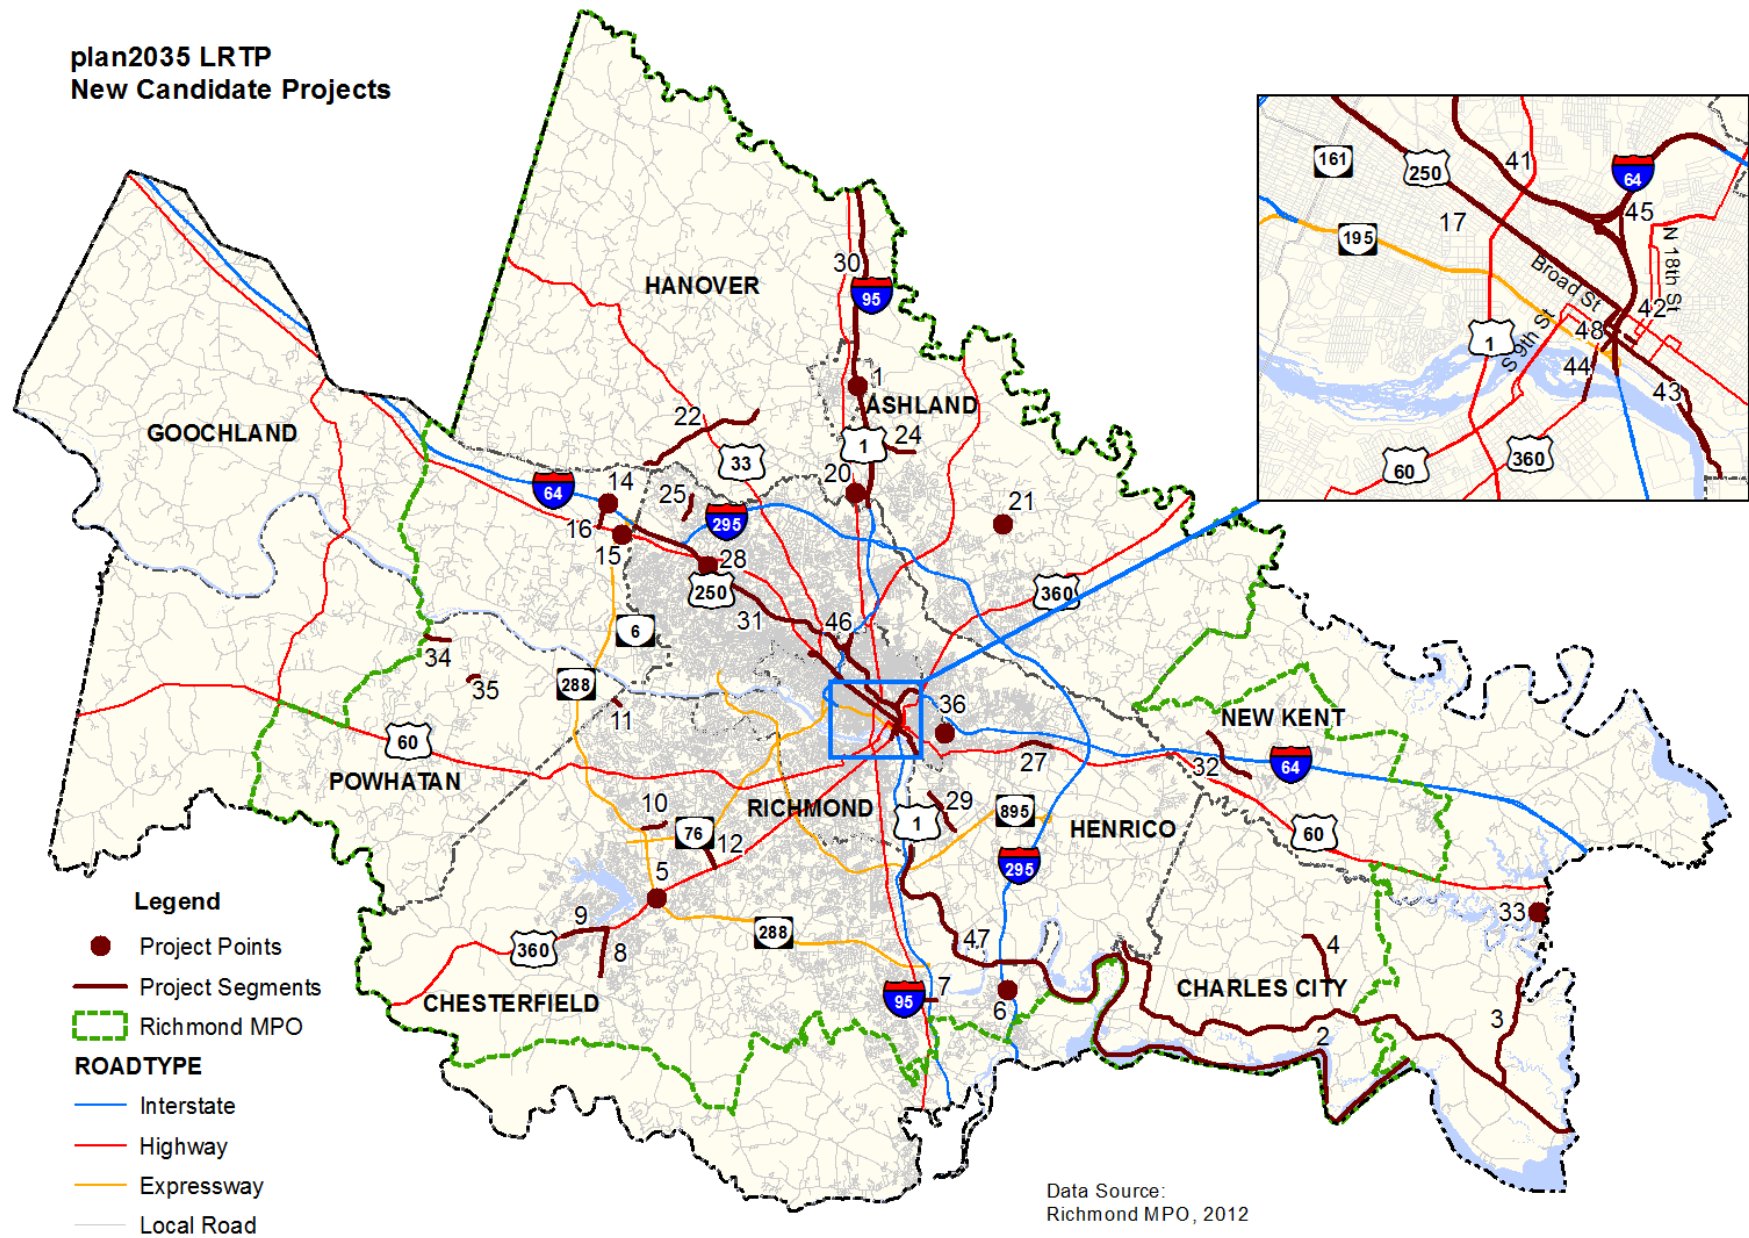 plan2035 LRTP
New Candidate Projects
161
250
41
64
17
45
195
N 18th St
Broad St
42
S 9th St
48
1
44
43
60
360
HANOVER
30
95
1
ASHLAND
22
GOOCHLAND
1
24
33
20
14
64
25
21
295
16
15
28
250
360
31
46
6
34
35
288
11
36
NEW KENT
60
27
32
64
POWHATAN
RICHMOND
10
29
895
1
HENRICO
60
76
12
295
5
Legend
9
33
Project Points
288
360
47
4
8
Project Segments
CHESTERFIELD
95
7
6
CHARLES CITY
3
2
Richmond MPO
ROADTYPE
Interstate
Highway
Expressway
Local Road
Data Source:
Richmond MPO, 2012